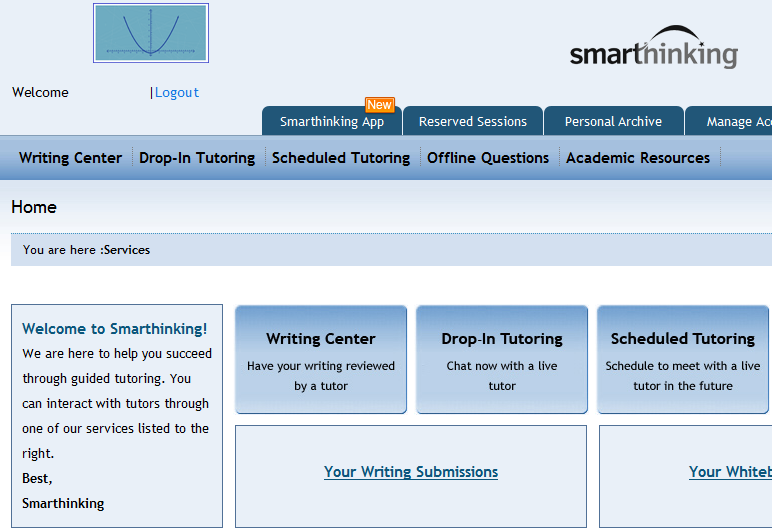 smarthinking
Welcome |Logout
New
Smarthinking App Reserved Sessions Personal Archive Manage
Writing Center Drop-In Tutoring Scheduled Tutoring Offline Questions Academic Resources
Home
You are here :Services
Welcome to Smarthinking!
We are here to help you succeed
through guided tutoring. You
can interact with tutors through
one of our services listed to the
right.
Best,
Smarthinking
Writing Center
Have your writing reviewed
by a tutor
Drop-In Tutoring
Chat now with a live
tutor
Scheduled Tutoring
Schedule to meet with a live
tutor in the future
Your Writing Submissions
Your